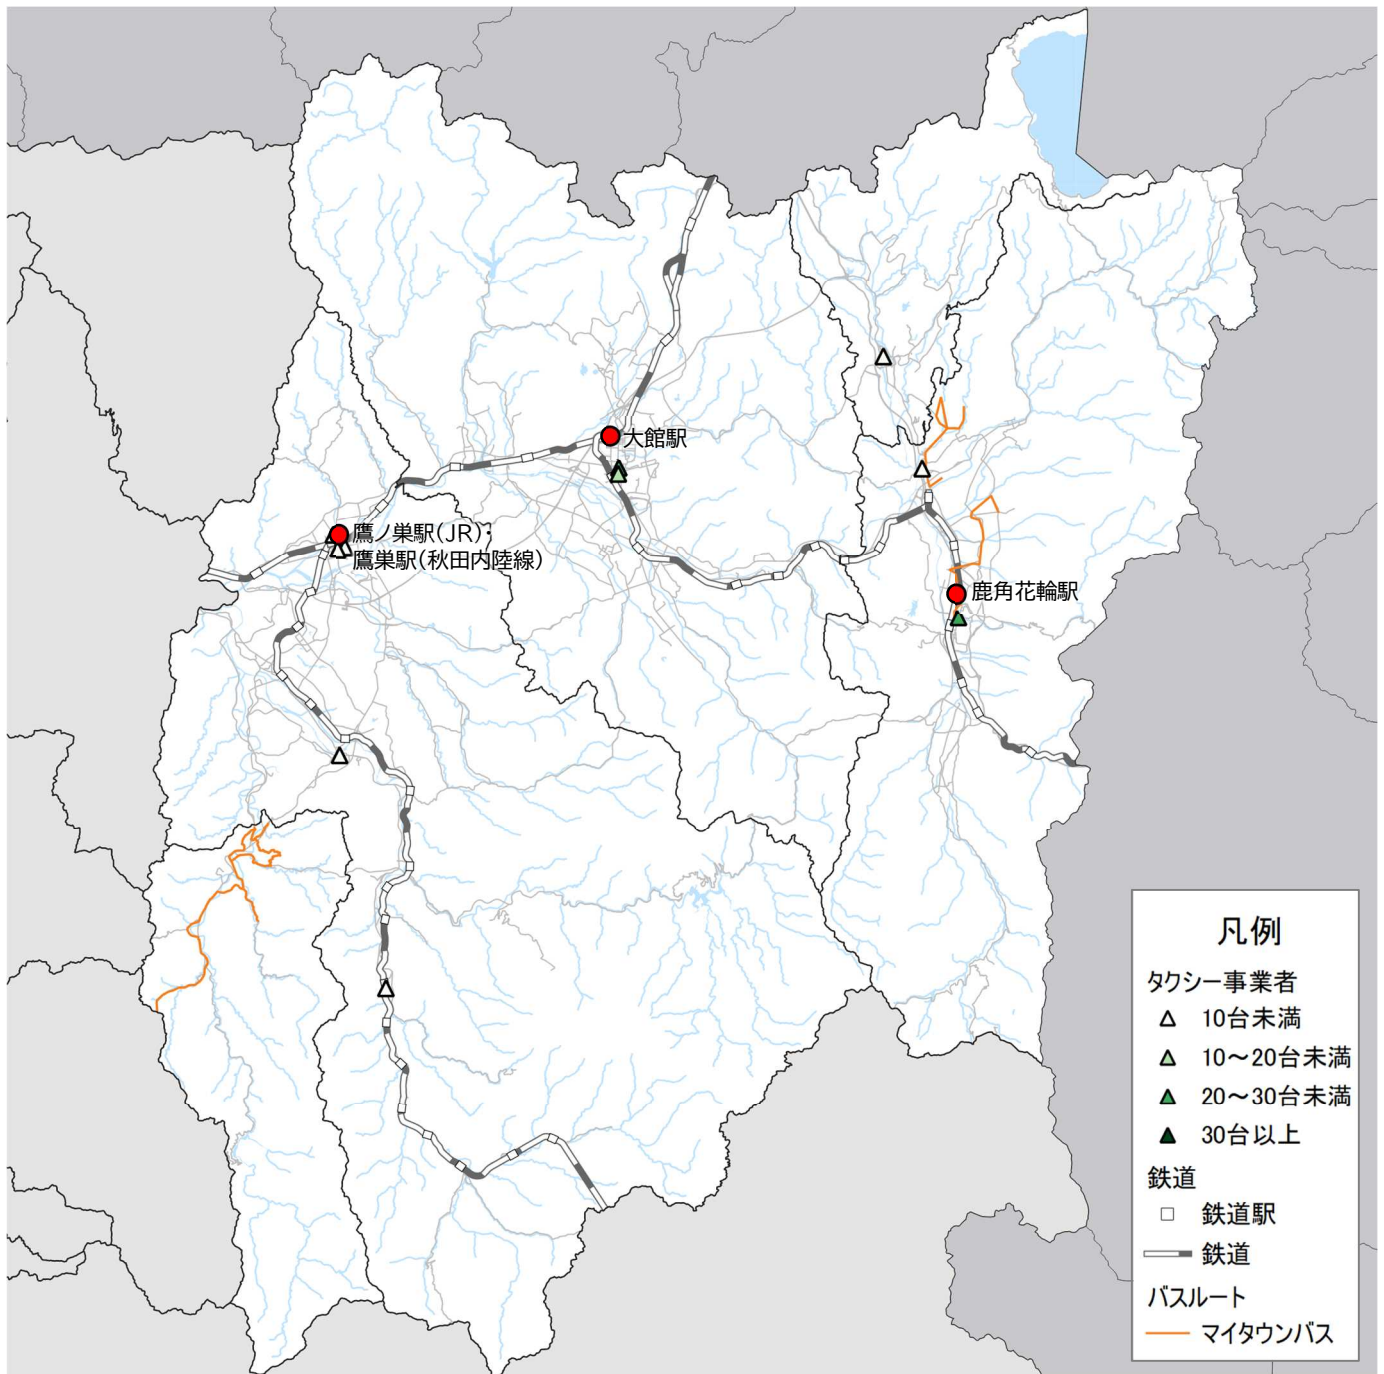 大館駅
鷹ノ巣駅(JR);
鷹巣駅(秋田内陸線)
鹿角花輪駅
凡例
タクシー事業者
10台未満
10~20台未満
20~30台未満
30台以上
鉄道
鉄道駅
鉄道
バスルート
マイタウンバス